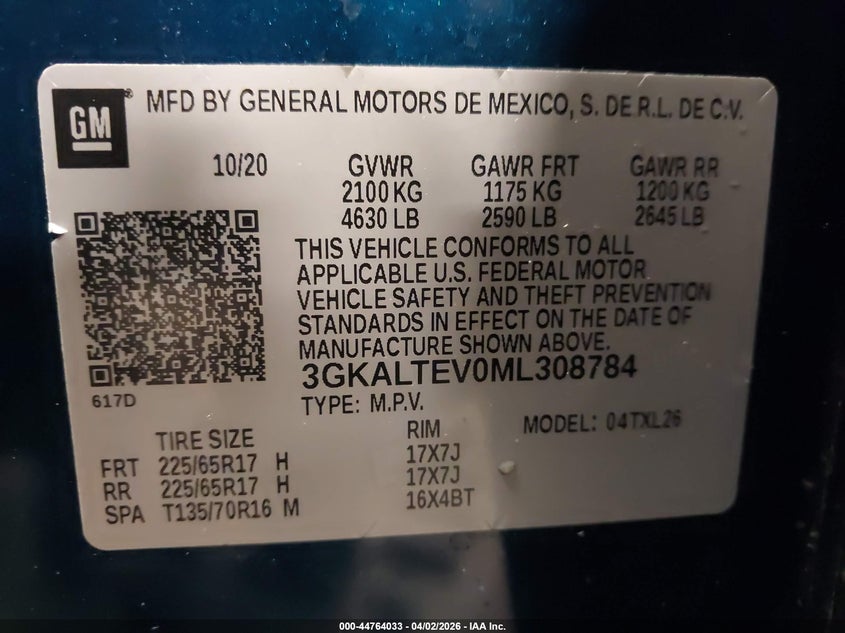 GM ® MFD BY GENERAL MOTORS DE MEXICO, S. DE R.L. DE C.V.
10/20 GVWR GAWR FRT GAWR RR
2100 KG 1175 KG 1200 KG
4630 LB 2590 LB 2645 LB
THIS VEHICLE CONFORMS TO ALL
APPLICABLE U.S. FEDERAL MOTOR
VEHICLE SAFETY AND THEFT PREVENTION
STANDARDS IN EFFECT ON THE DATE OF
MANUFACTURE SHOWN ABOVE.
3GKALTEV0ML308784
617D
TYPE: M.P.V. MODEL: 04TXL26
TIRE SIZE RIM
FRT 225/65R17 H 17X7J
RR 225/65R17 H 17X7J
SPA T135/70R16 M 16X4BT
000-44764033 - 04/02/2026 - IAA Inc.